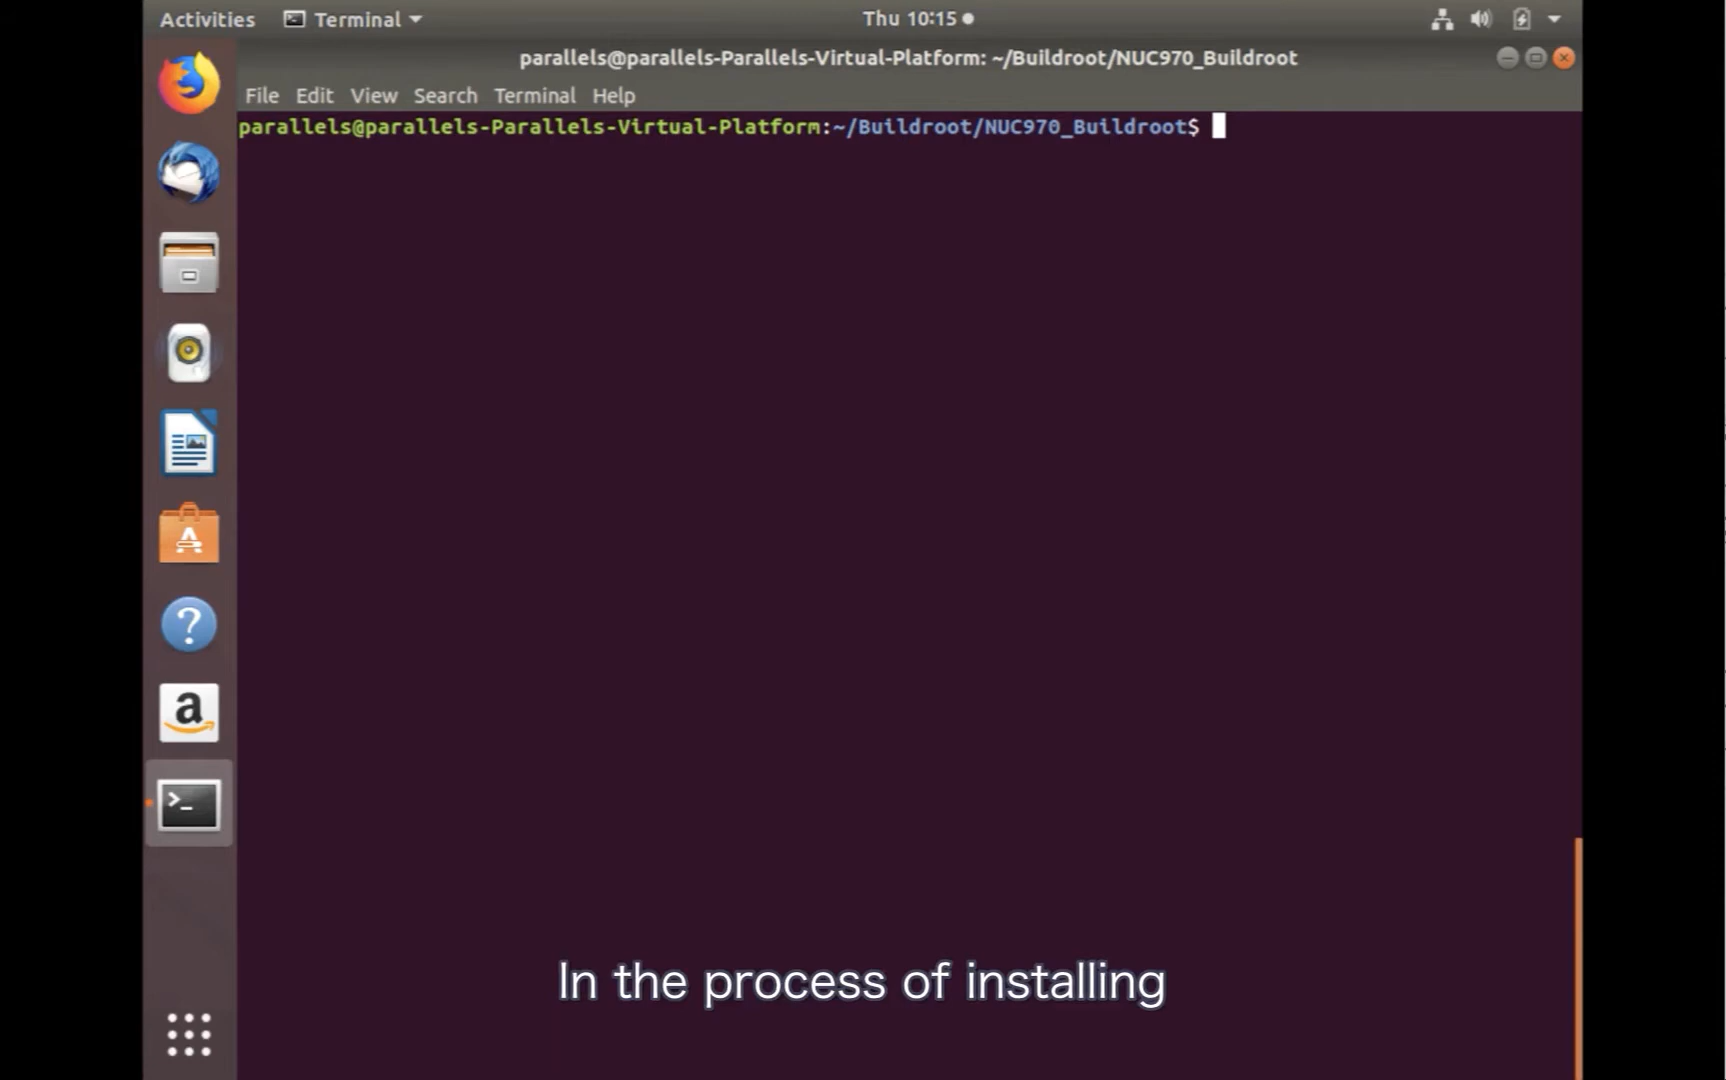 Activities Terminal Thu 10:15
parallels@parallels-Parallels-Virtual-Platform: ~/Buildroot/NUC970_Buildroot
File Edit View Search Terminal Help
parallels@parallels-Parallels-Virtual-Platform:~/Buildroot/NUC970_Buildroot$
In the process of installing